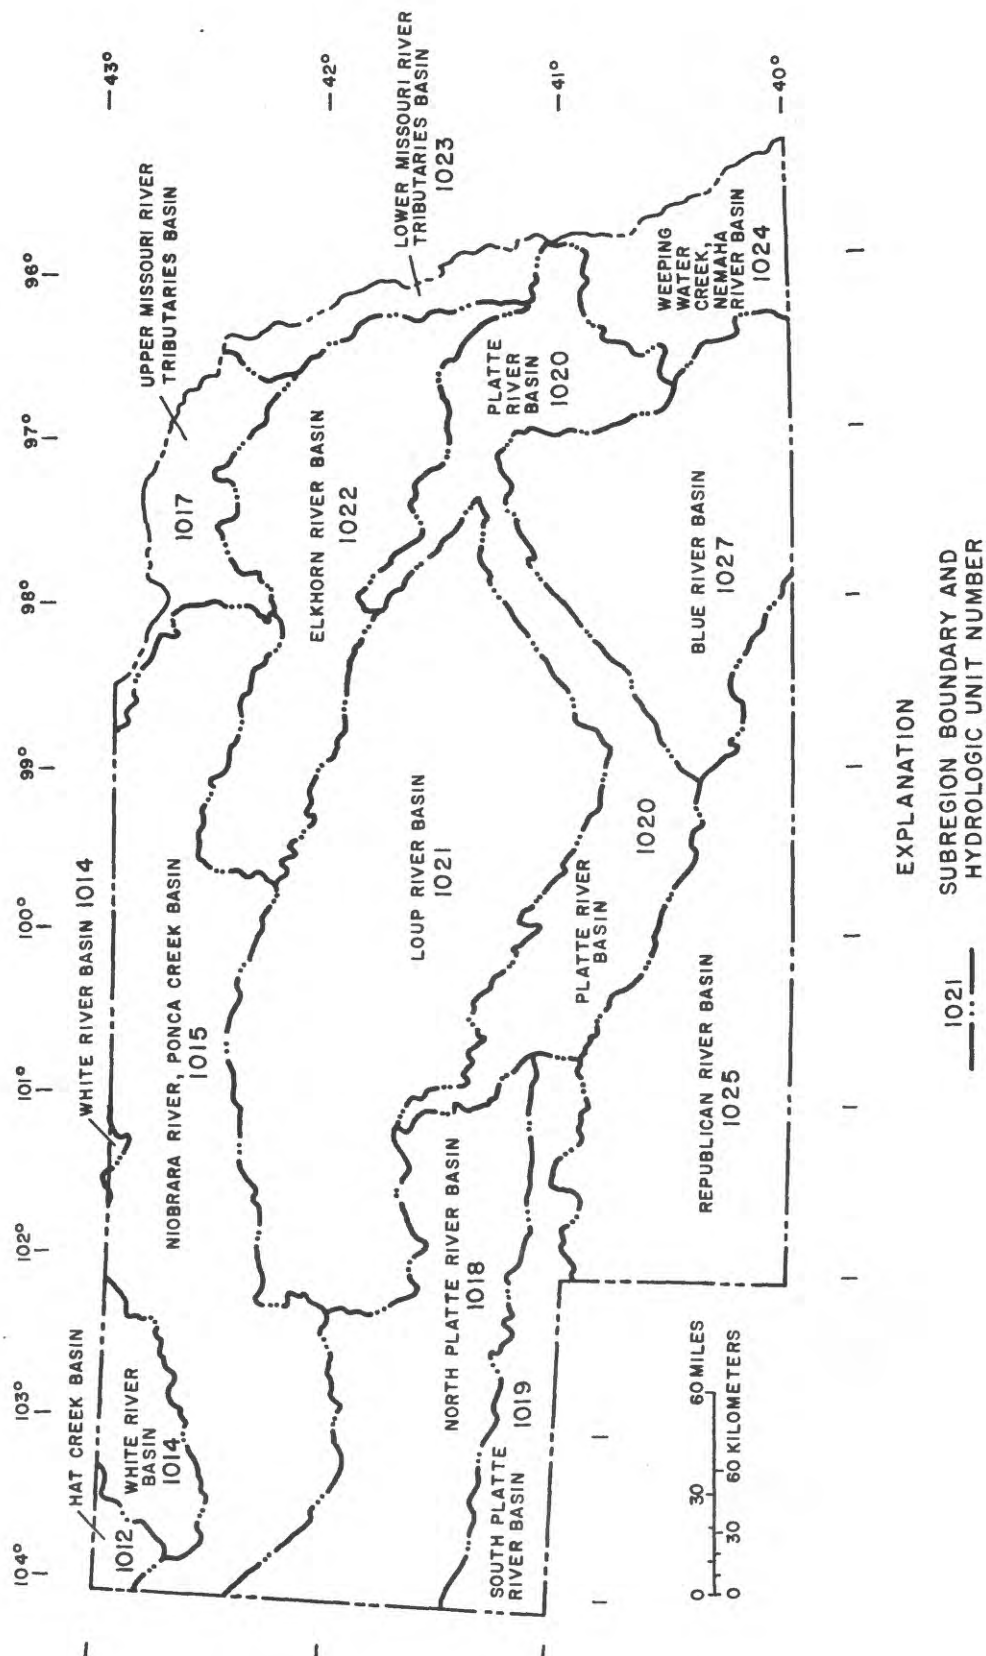 104°
103°
102°
101°
100°
99°
98°
97°
96°
—43°
—42°
—41°
—40°
HAT CREEK BASIN
1012
WHITE RIVER
BASIN
1014
WHITE RIVER BASIN 1014
NIOBRARA RIVER, PONCA CREEK BASIN
1015
UPPER MISSOURI RIVER
TRIBUTARIES BASIN
1017
ELKHORN RIVER BASIN
1022
LOWER MISSOURI RIVER
TRIBUTARIES BASIN
1023
LOUP RIVER BASIN
1021
NORTH PLATTE RIVER BASIN
1018
SOUTH PLATTE
RIVER BASIN
1019
PLATTE RIVER
BASIN
1020
PLATTE
RIVER
BASIN
1020
WEEPING
WATER
CREEK,
NEMAHA
RIVER BASIN
1024
BLUE RIVER BASIN
1027
REPUBLICAN RIVER BASIN
1025
0 30 60 MILES
0 30 60 KILOMETERS
EXPLANATION
1021
SUBREGION BOUNDARY AND
HYDROLOGIC UNIT NUMBER